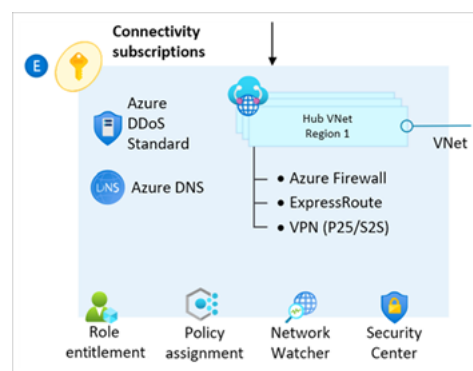 Connectivity
subscriptions
E
Azure
DDoS
Standard
Hub VNet
Region 1
VNet
DNS
Azure DNS
• Azure Firewall
• ExpressRoute
• VPN (P25/S2S)
Role
entitlement
Policy
assignment
Network
Watcher
Security
Center